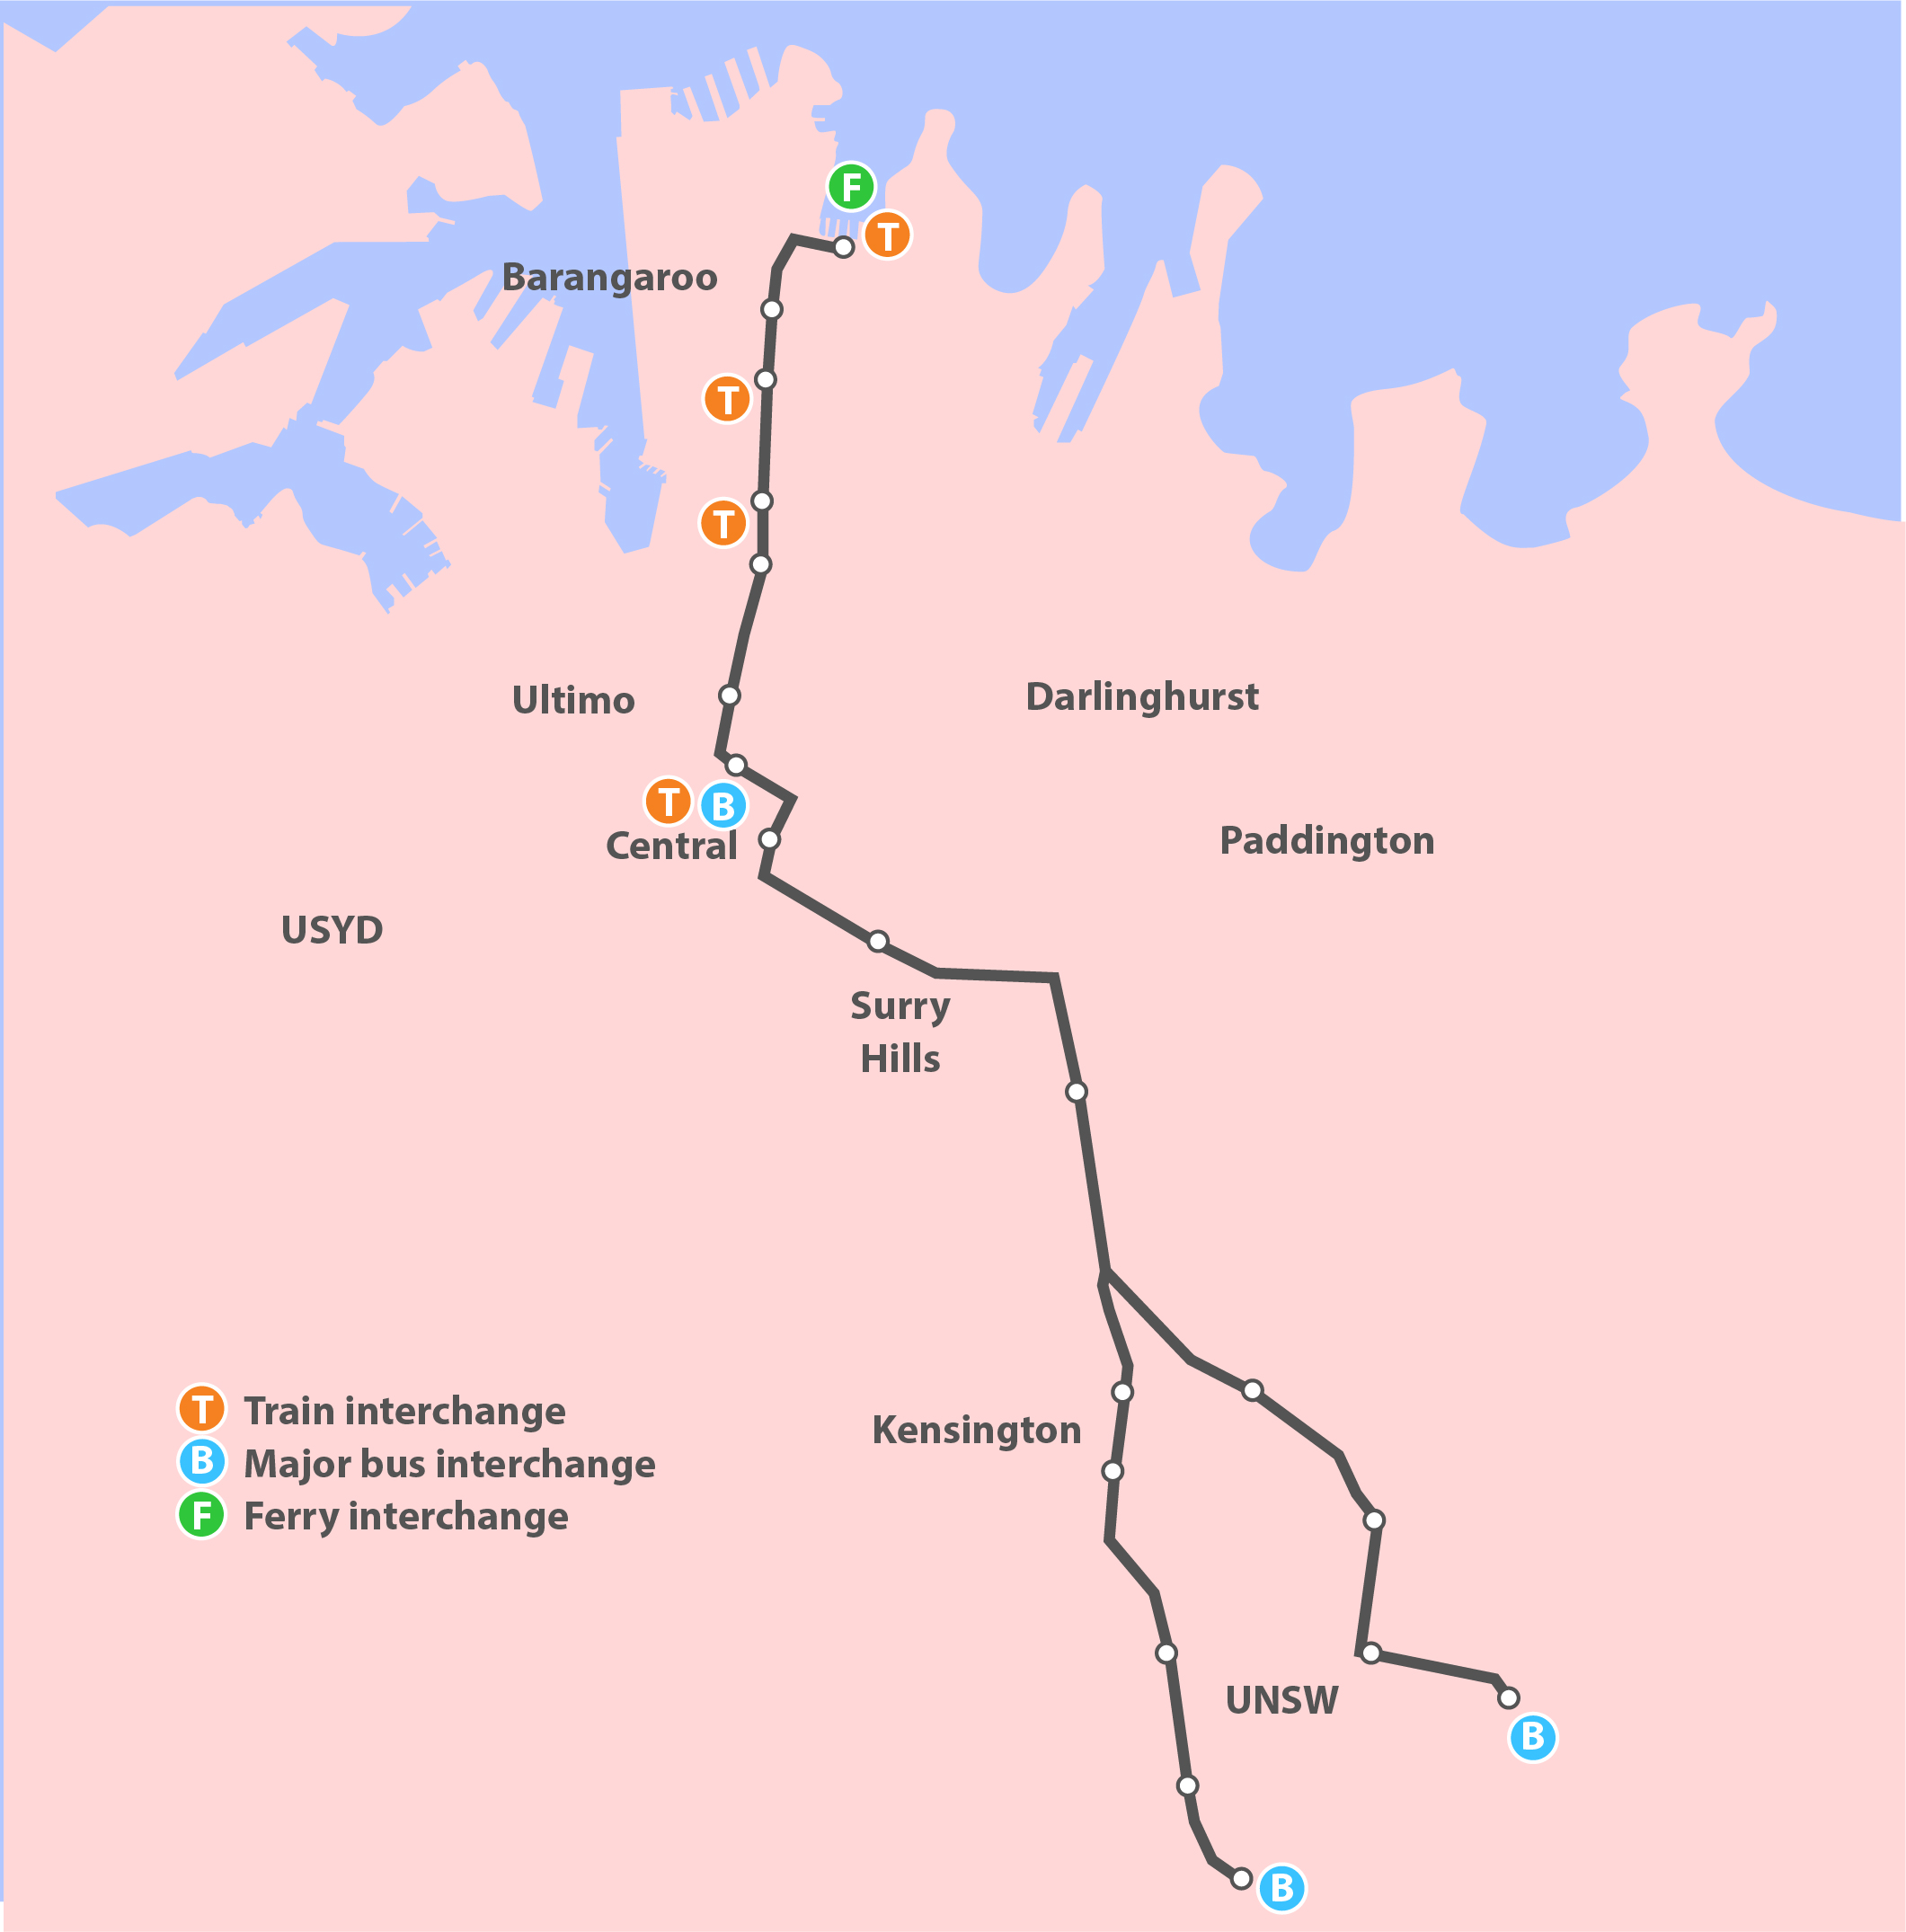 F
T
Barangaroo
T
T
Ultimo
Darlinghurst
T B
Central
Paddington
USYD
Surry
Hills
T Train interchange
Kensington
B Major bus interchange
F Ferry interchange
UNSW
B
B